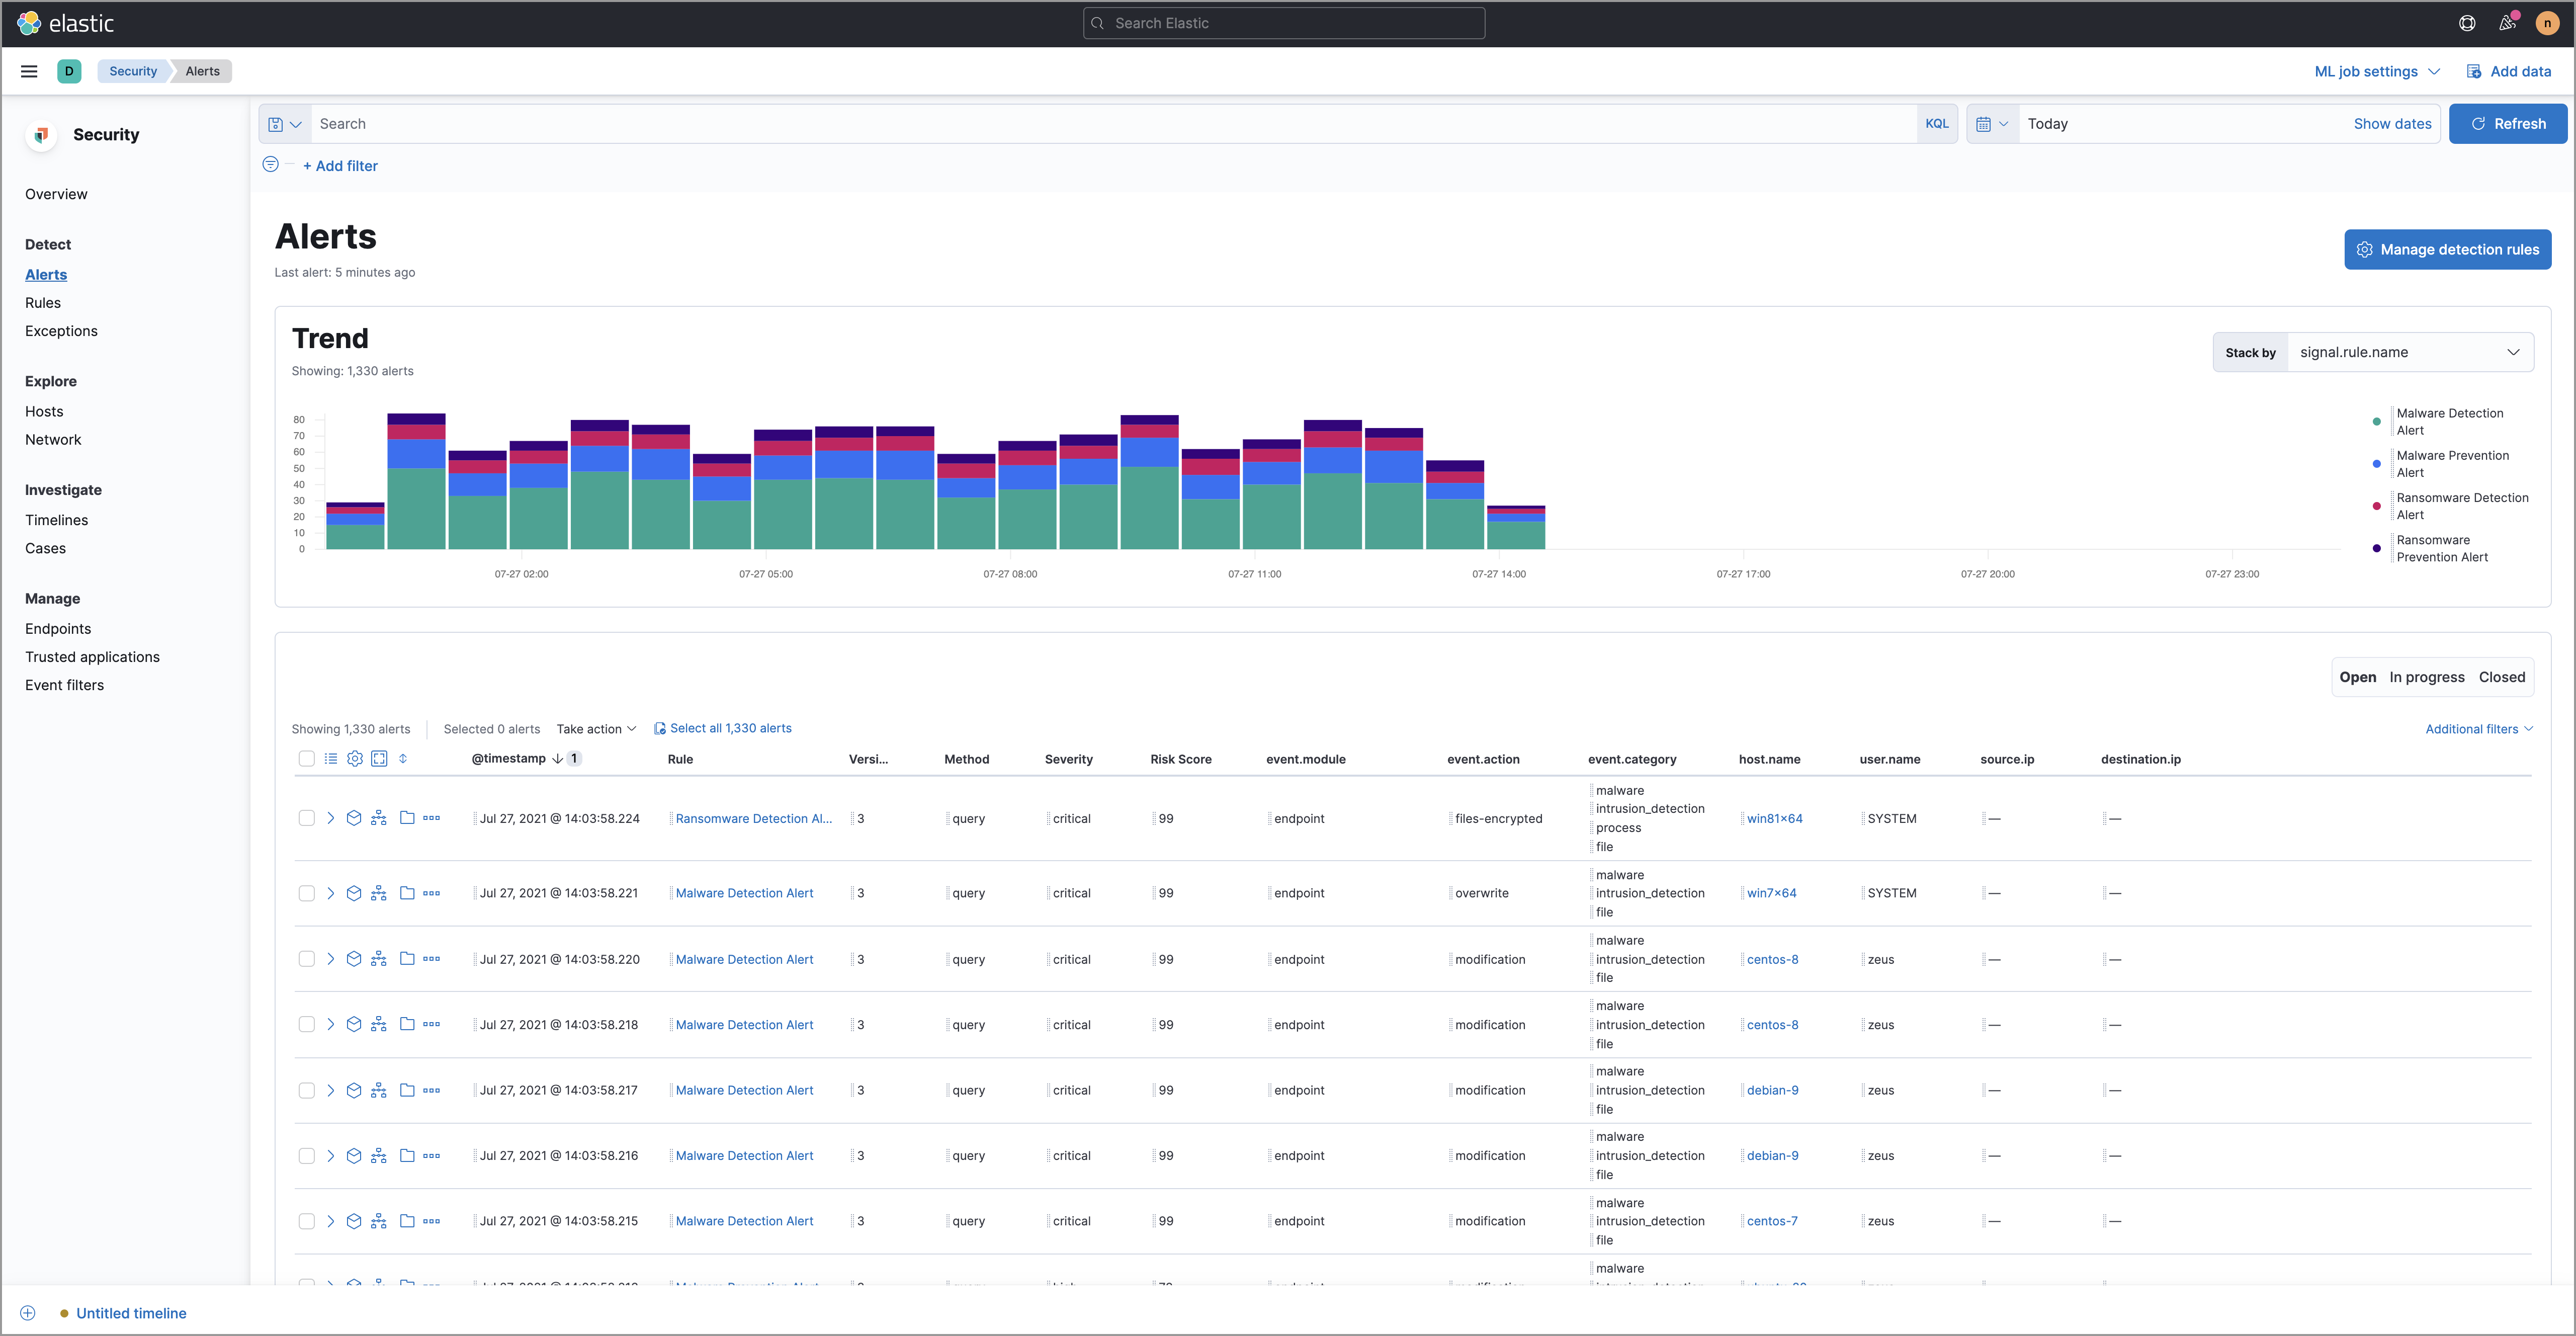 elastic
Search Elastic
n
D Security Alerts
ML job settings Add data
Security
Overview
Detect
Alerts
Rules
Exceptions
Explore
Hosts
Network
Investigate
Timelines
Cases
Manage
Endpoints
Trusted applications
Event filters
Search KQL Today Show dates Refresh
+ Add filter
Alerts
Last alert: 5 minutes ago
Manage detection rules
Trend
Showing: 1,330 alerts
Stack by signal.rule.name
80
70
60
50
40
30
20
10
0
07-27 02:00 07-27 05:00 07-27 08:00 07-27 11:00 07-27 14:00 07-27 17:00 07-27 20:00 07-27 23:00
Malware Detection
Alert
Malware Prevention
Alert
Ransomware Detection
Alert
Ransomware
Prevention Alert
Open In progress Closed
Showing 1,330 alerts Selected 0 alerts Take action Select all 1,330 alerts Additional filters
@timestamp 1 Rule Versi... Method Severity Risk Score event.module event.action event.category host.name user.name source.ip destination.ip
malware
intrusion_detection
Jul 27, 2021 @ 14:03:58.224 Ransomware Detection Al... 3 query critical 99 endpoint files-encrypted win81x64 SYSTEM — —
process
file
malware
Jul 27, 2021 @ 14:03:58.221 Malware Detection Alert 3 query critical 99 endpoint overwrite intrusion_detection win7x64 SYSTEM — —
file
malware
Jul 27, 2021 @ 14:03:58.220 Malware Detection Alert 3 query critical 99 endpoint modification intrusion_detection centos-8 zeus — —
file
malware
Jul 27, 2021 @ 14:03:58.218 Malware Detection Alert 3 query critical 99 endpoint modification intrusion_detection centos-8 zeus — —
file
malware
Jul 27, 2021 @ 14:03:58.217 Malware Detection Alert 3 query critical 99 endpoint modification intrusion_detection debian-9 zeus — —
file
malware
Jul 27, 2021 @ 14:03:58.216 Malware Detection Alert 3 query critical 99 endpoint modification intrusion_detection debian-9 zeus — —
file
malware
Jul 27, 2021 @ 14:03:58.215 Malware Detection Alert 3 query critical 99 endpoint modification intrusion_detection centos-7 zeus — —
file
malware
Untitled timeline